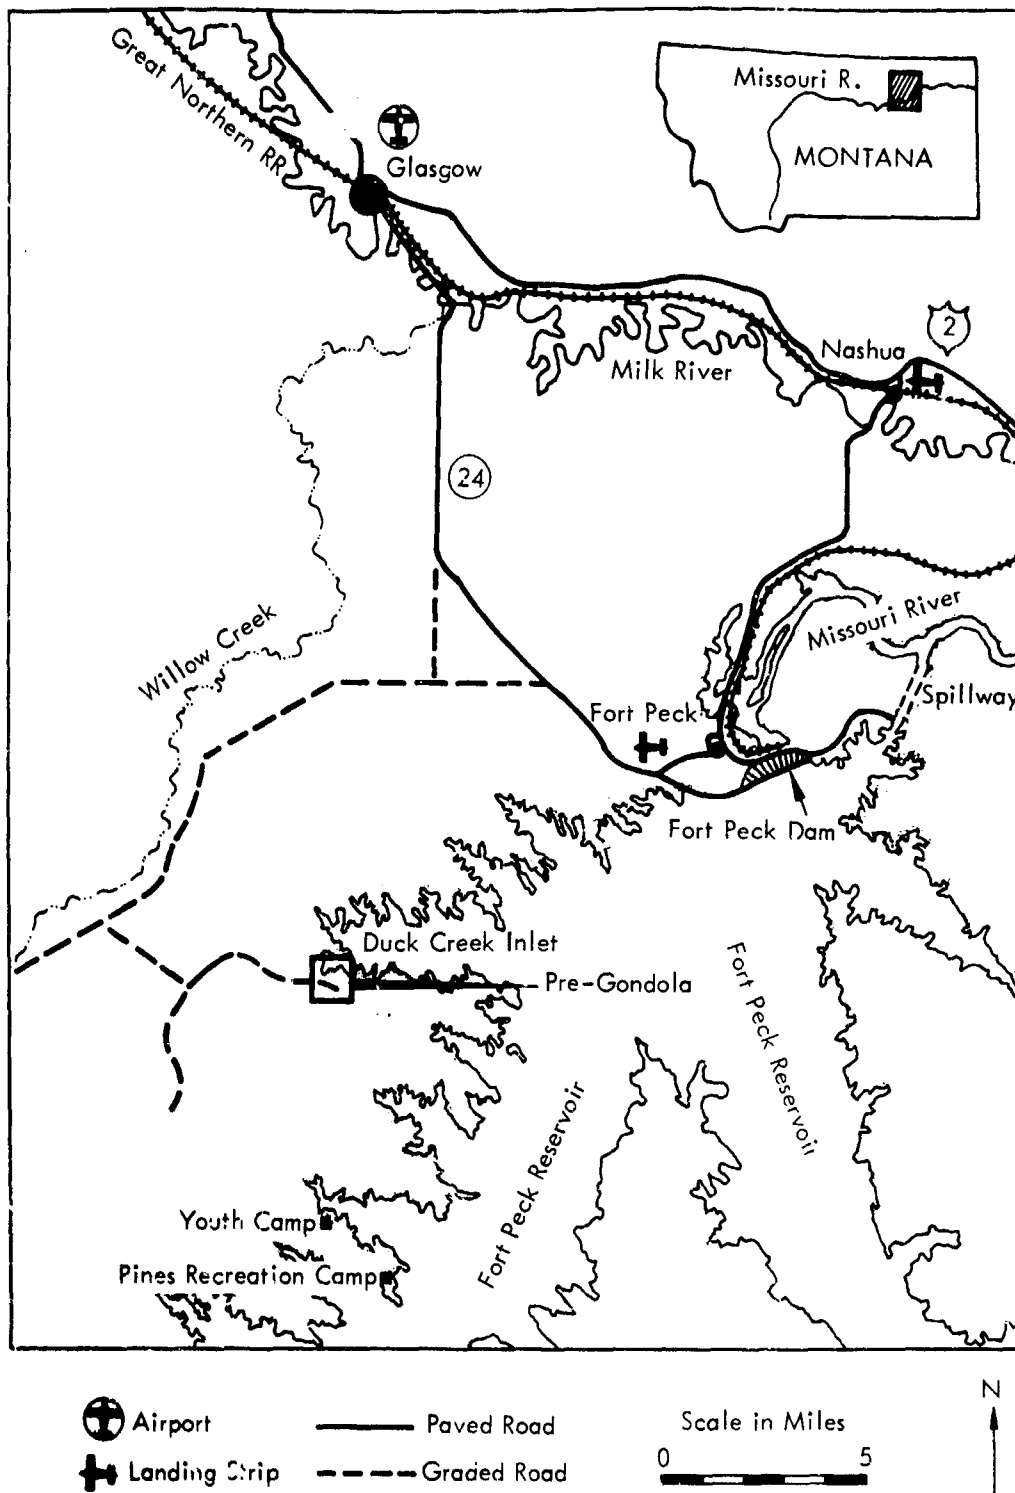 Great Northern RR
Glasgow
Missouri R.
MONTANA
2
Nashua
Milk River
24
Willow Creek
Missouri River
Spillway
Fort Peck
Fort Peck Dam
Duck Creek Inlet
Pre-Gondola
Fort Peck Reservoir
Fort Peck Reservoir
Youth Camp
Pines Recreation Camp
N
Airport
Paved Road
Scale in Miles
Landing Strip
Graded Road
0 5